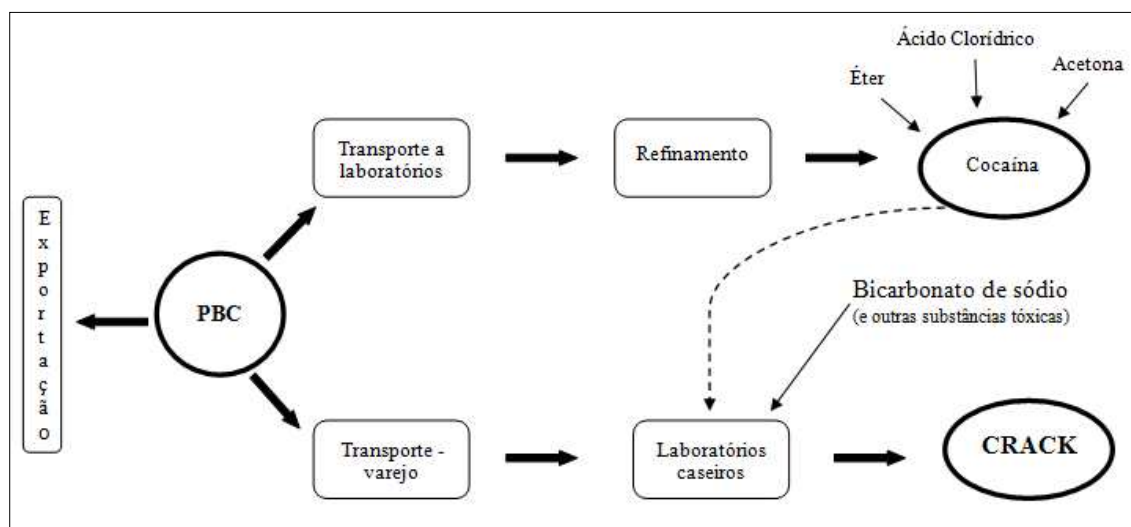 Ácido Clorídrico
Éter
Acetona
Transporte a
laboratórios
Refinamento
Cocaína
Exportação
PBC
Bicarbonato de sódio
(e outras substâncias tóxicas)
Transporte -
varejo
Laboratórios
caseiros
CRACK